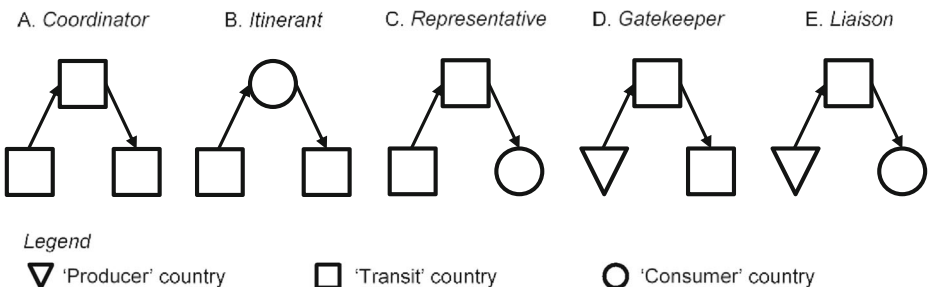 A. Coordinator B. Itinerant C. Representative D. Gatekeeper E. Liaison
Legend
'Producer' country 'Transit' country 'Consumer' country